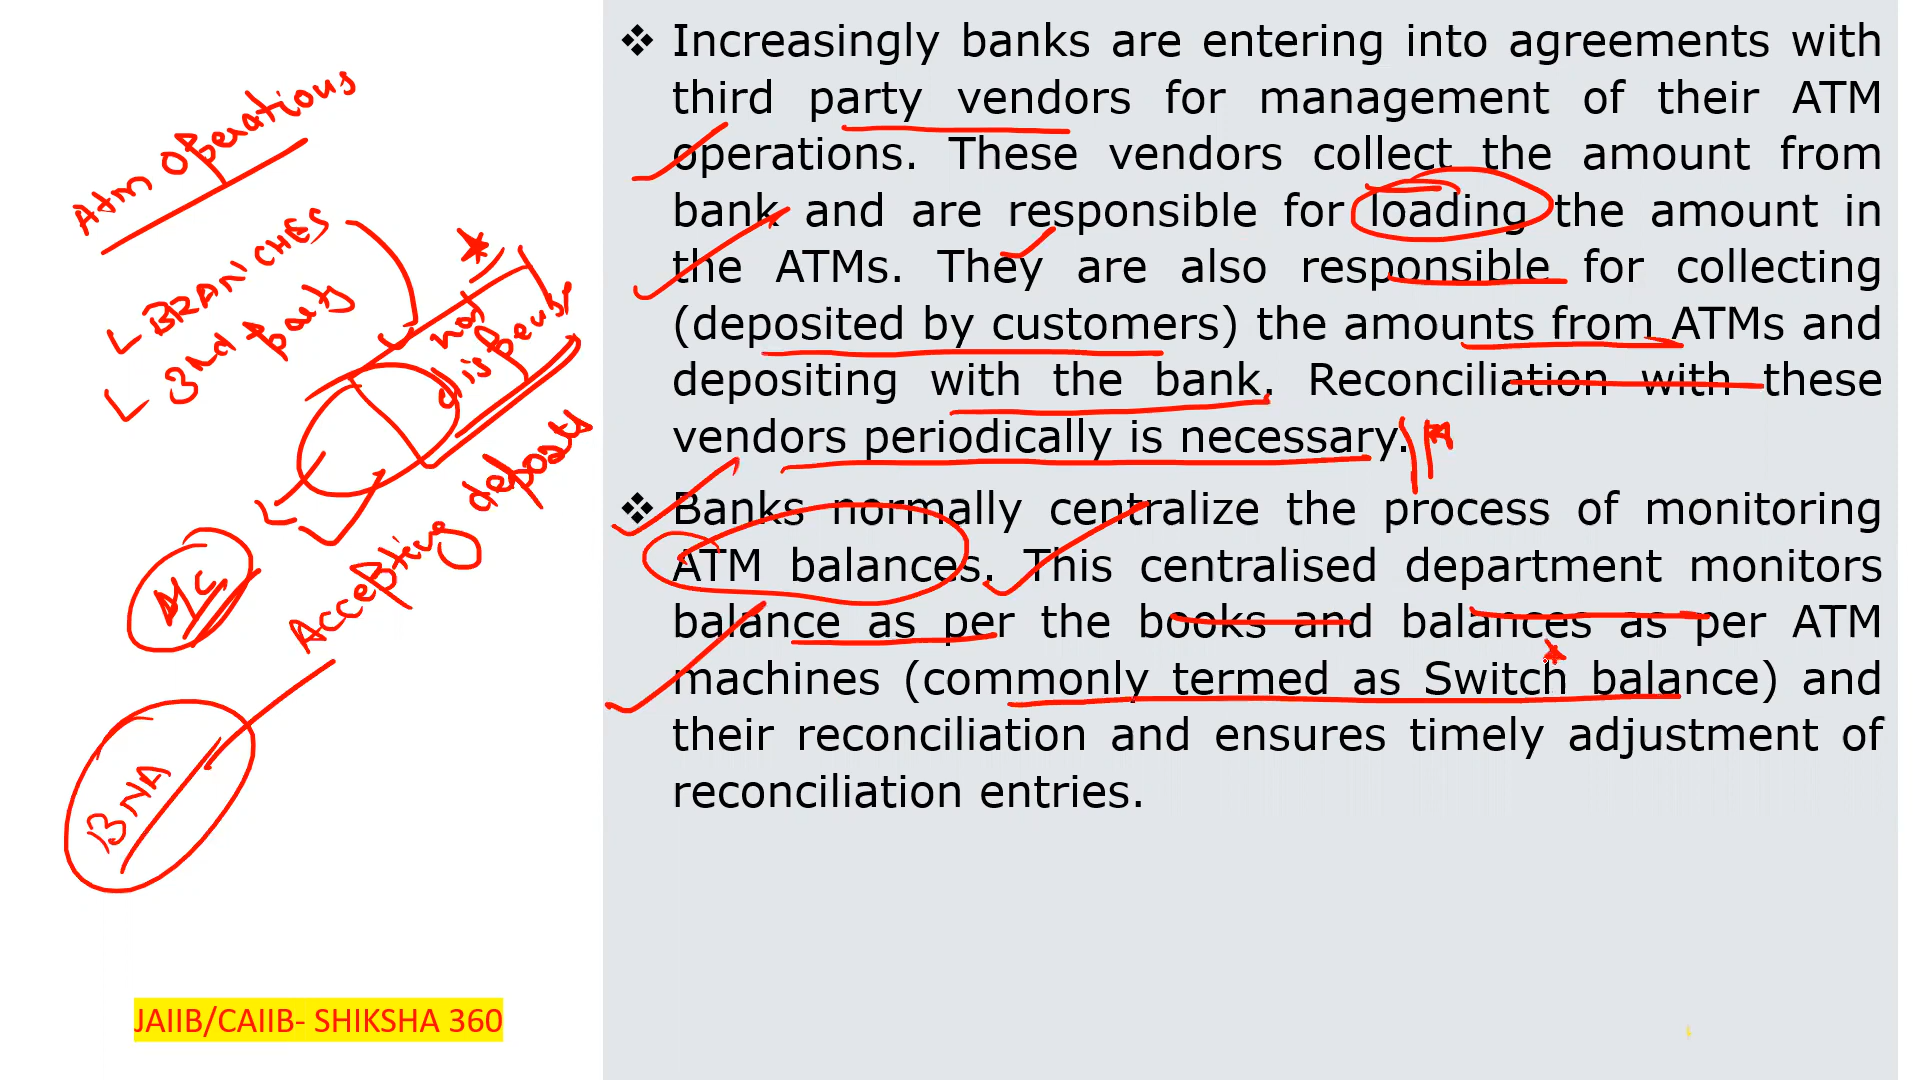 Atm Operations
BRANCHES
3rd party
not
dispens
A/c
Accepting deposits
BNA
JAIIB/CAIIB- SHIKSHA 360
❖ Increasingly banks are entering into agreements with
third party vendors for management of their ATM
operations. These vendors collect the amount from
bank and are responsible for loading the amount in
the ATMs. They are also responsible for collecting
(deposited by customers) the amounts from ATMs and
depositing with the bank. Reconciliation with these
vendors periodically is necessary.
❖ Banks normally centralize the process of monitoring
ATM balances. This centralised department monitors
balance as per the books and balances as per ATM
machines (commonly termed as Switch balance) and
their reconciliation and ensures timely adjustment of
reconciliation entries.